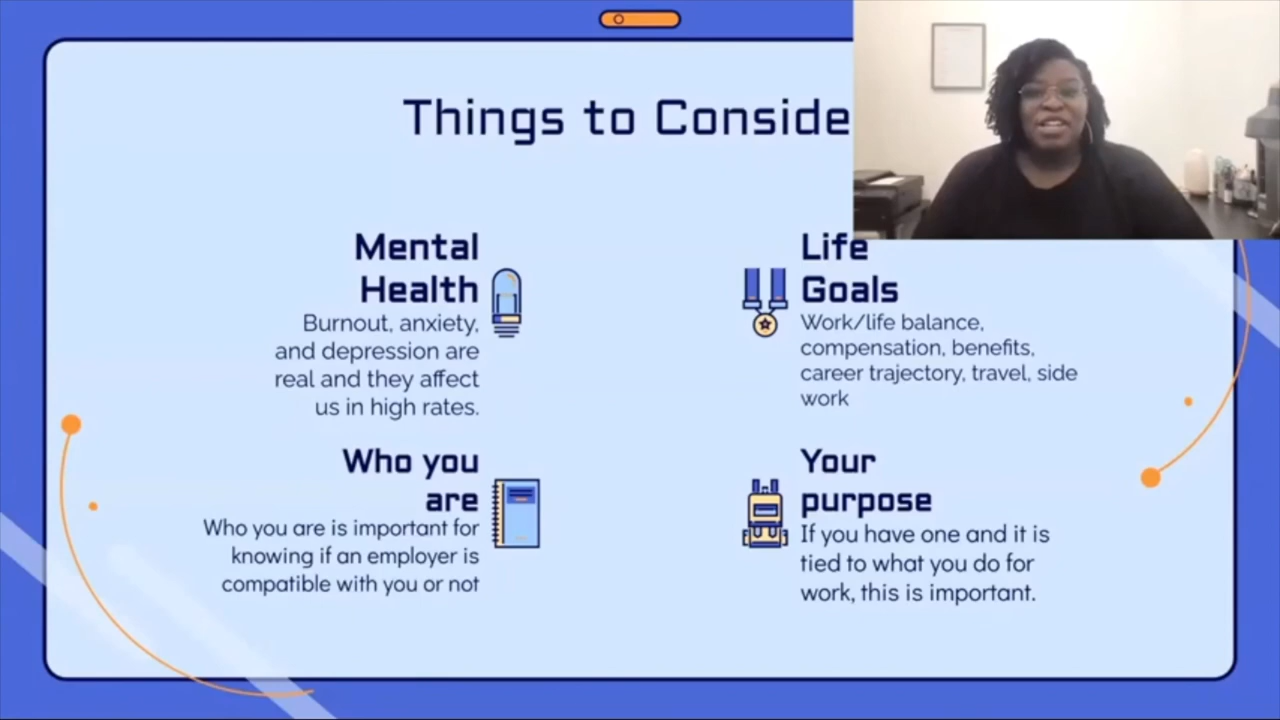 Things to Conside
Mental
Health
Burnout, anxiety,
and depression are
real and they affect
us in high rates.
Life
Goals
Work/life balance,
compensation, benefits,
career trajectory, travel, side
work
Who you
are
Who you are is important for
knowing if an employer is
compatible with you or not
Your
purpose
If you have one and it is
tied to what you do for
work, this is important.